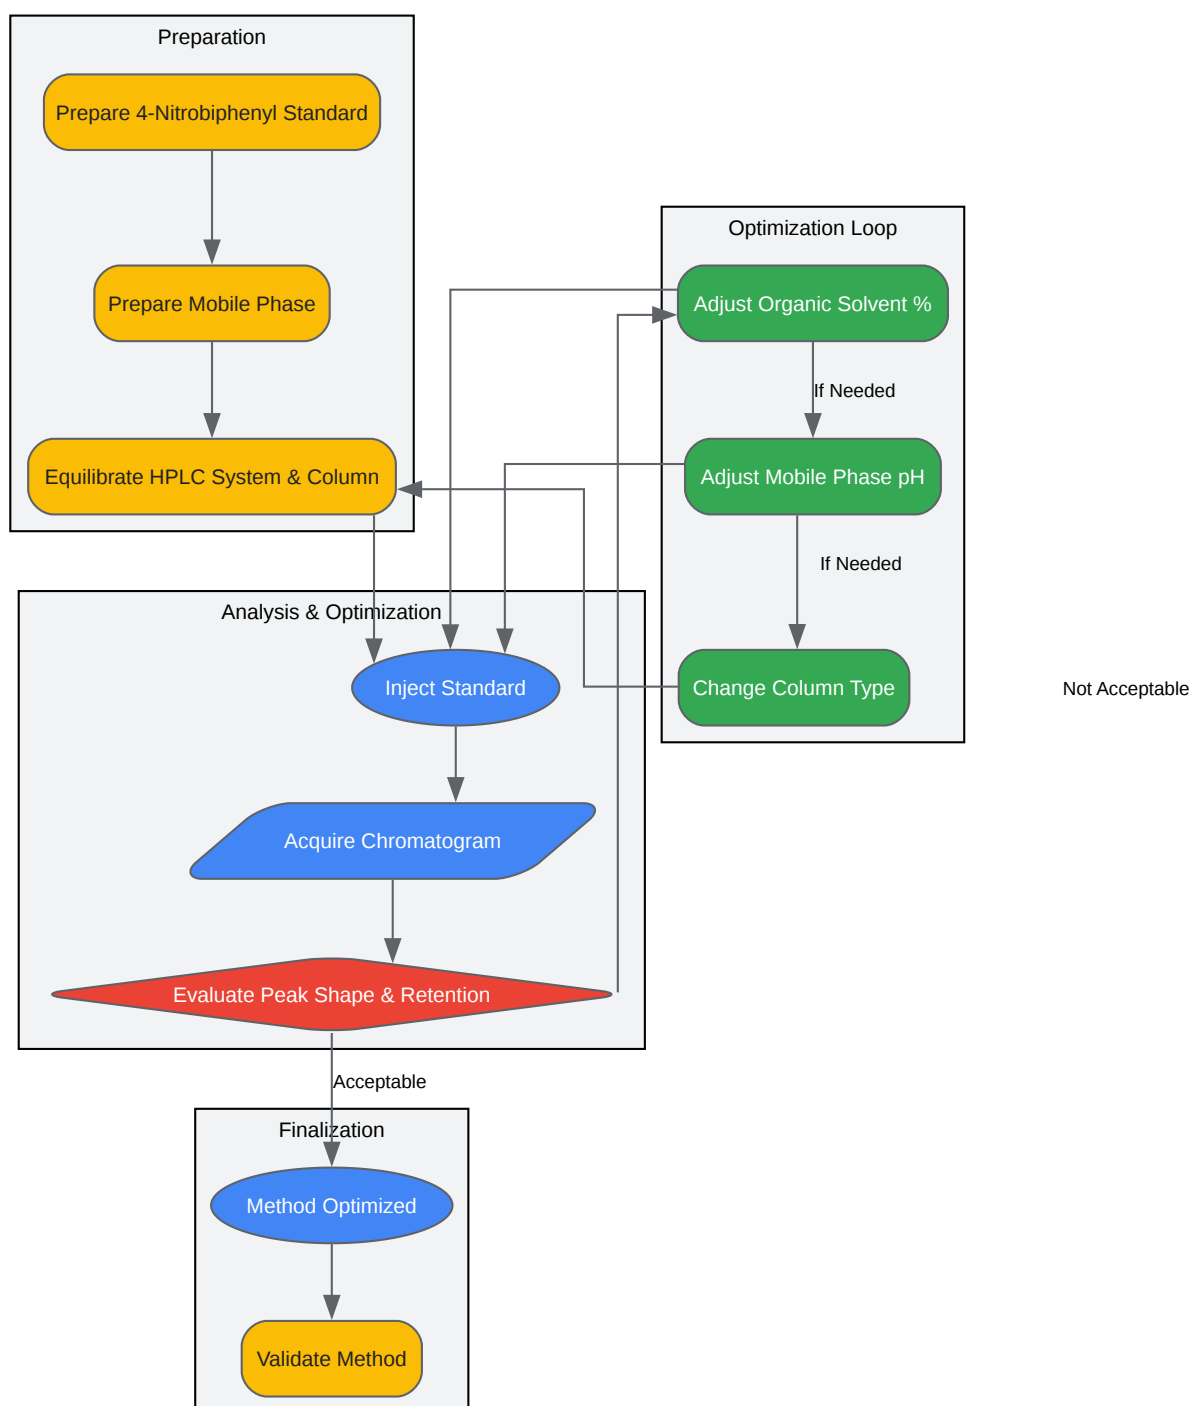 Preparation
Prepare 4-Nitrobiphenyl Standard
Prepare Mobile Phase
Equilibrate HPLC System & Column
Optimization Loop
Adjust Organic Solvent %
If Needed
Adjust Mobile Phase pH
If Needed
Change Column Type
Not Acceptable
Analysis & Optimization
Inject Standard
Acquire Chromatogram
Evaluate Peak Shape & Retention
Acceptable
Finalization
Method Optimized
Validate Method